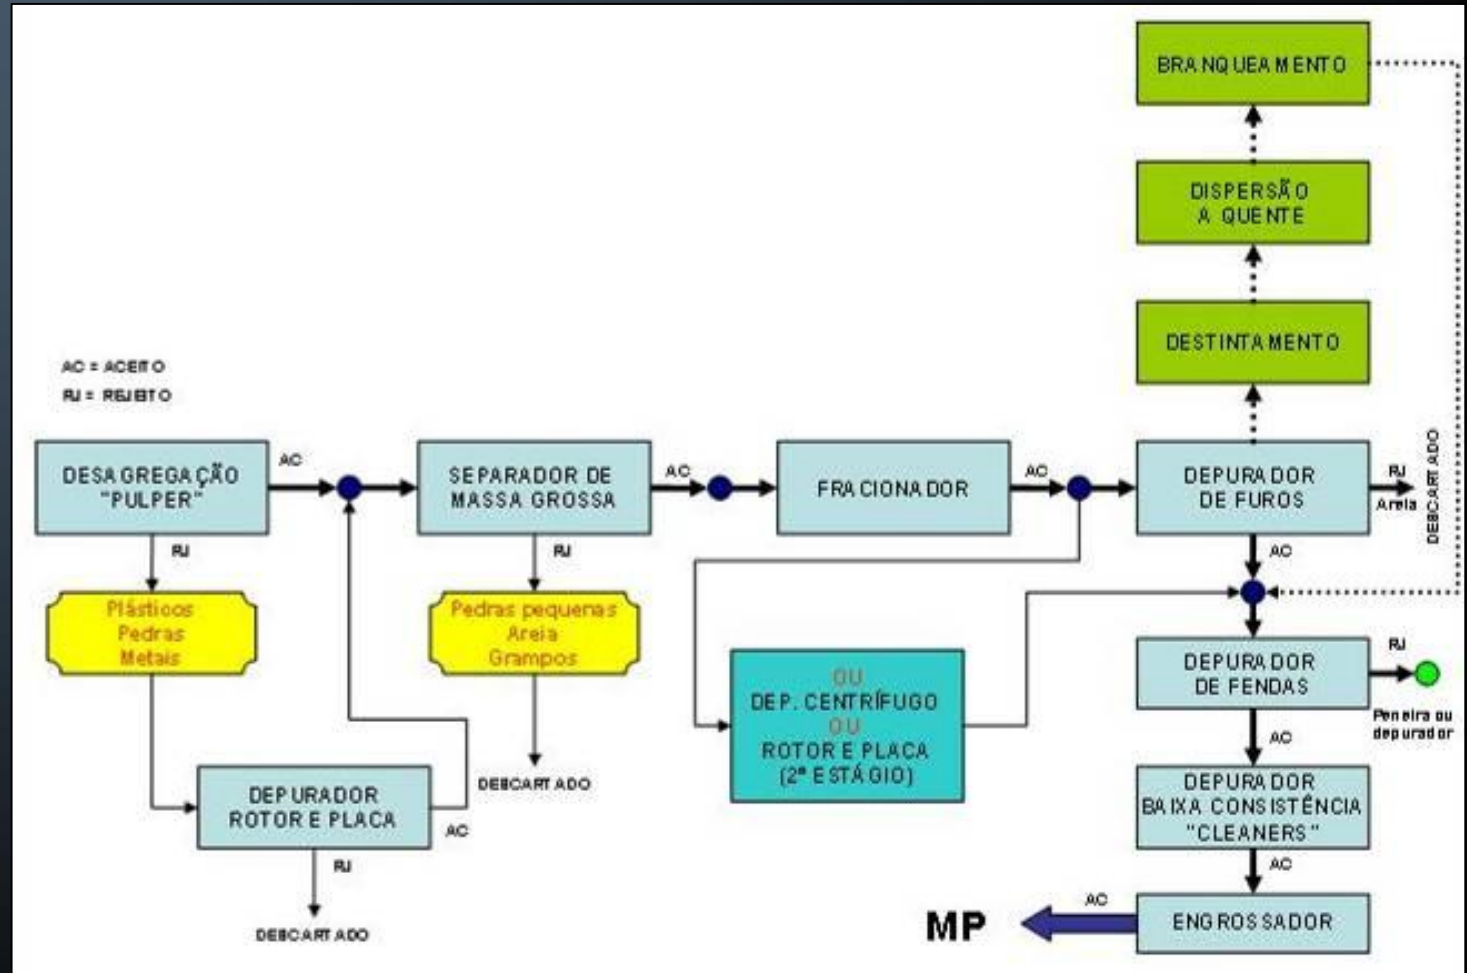 BRANQUEAMENTO
DISPERSÃO
A QUENTE
DESTINTAMENTO
AC = ACEITO
RJ = REJEITO
DESAGREGAÇÃO
"PULPER"
AC
SEPARADOR DE
MASSA GROSSA
AC
FRACIONADOR
AC
DEPURADOR
DE FUROS
RJ
Areia
DESCARTADO
RJ
RJ
AC
Plásticos
Pedras
Metais
Pedras pequenas
Areia
Grampos
OU
DEP. CENTRÍFUGO
OU
ROTOR E PLACA
(2º ESTÁGIO)
DEPURADOR
DE FENDAS
RJ
Peneira ou
depurador
AC
DESCARTADO
DEPURADOR
ROTOR E PLACA
AC
DEPURADOR
BAIXA CONSISTÊNCIA
"CLEANERS"
RJ
AC
DESCARTADO
MP
AC
ENGROSSADOR